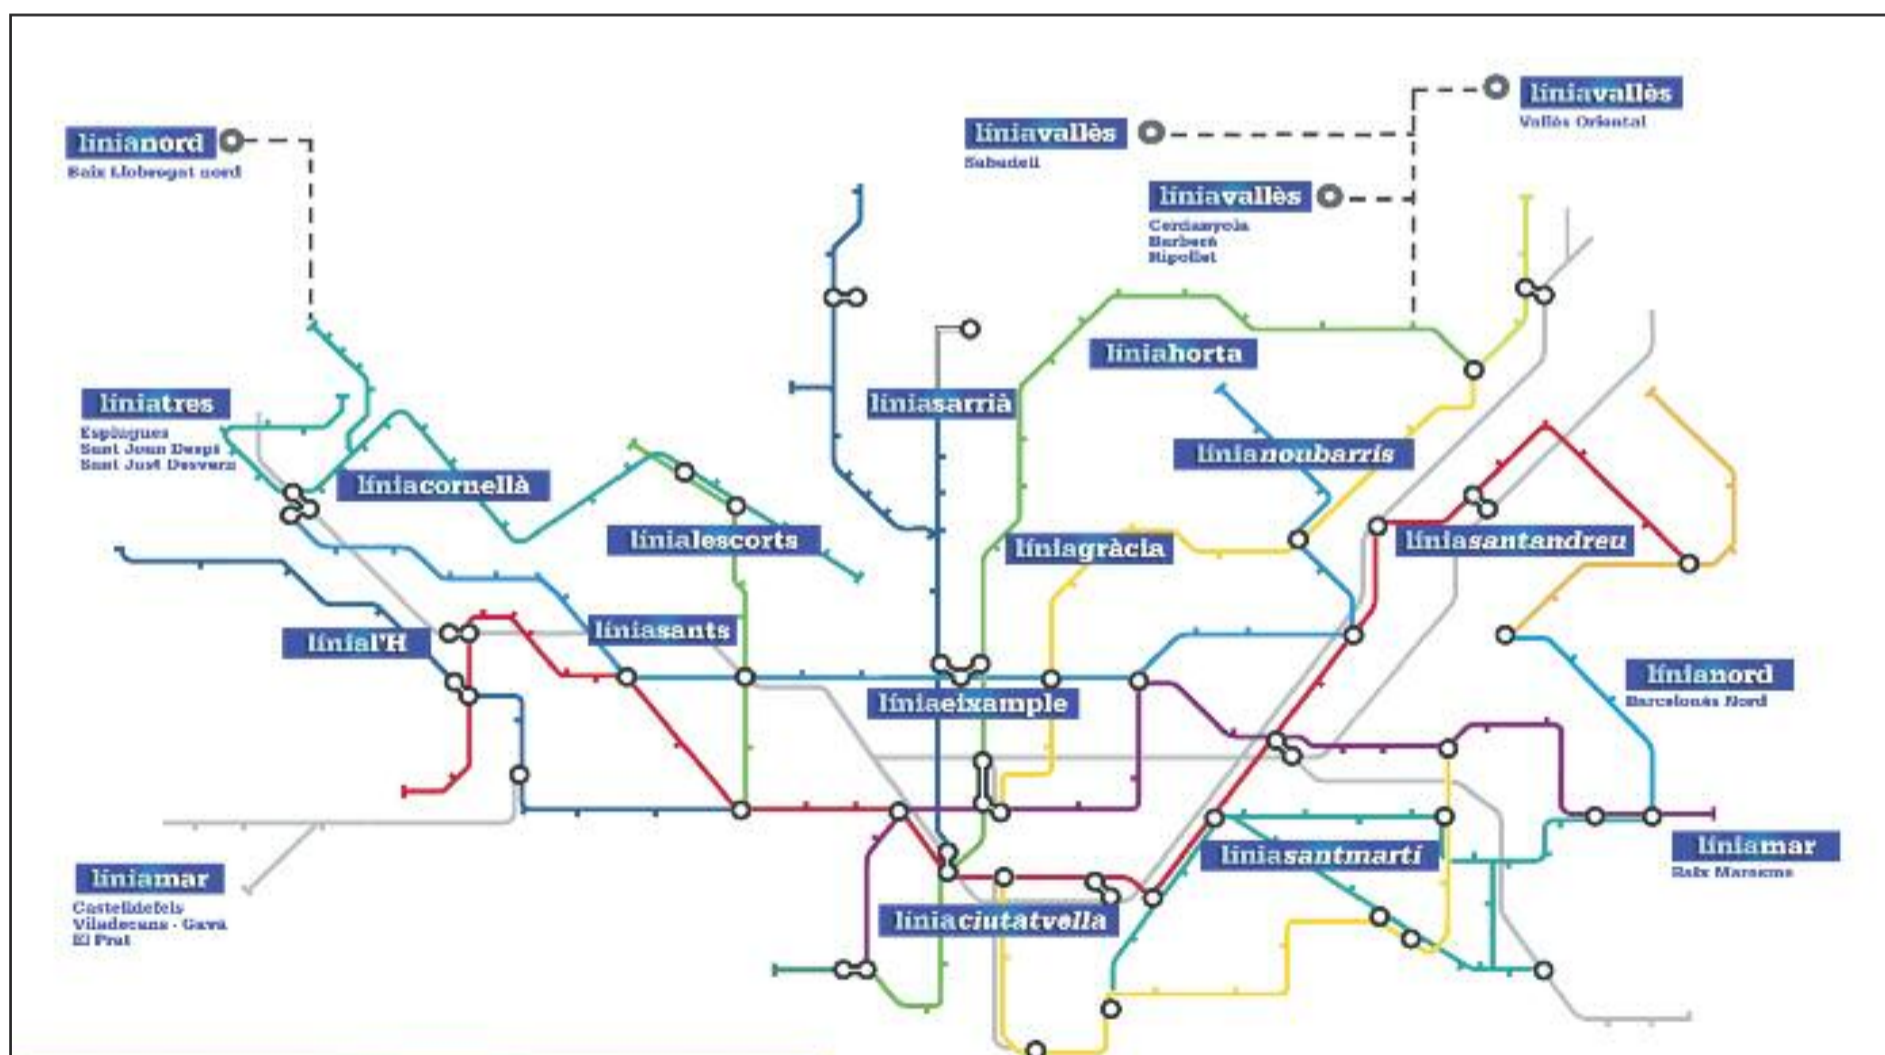 líniavallès
Vallès Oriental
líniavallès
Sabadell
línianord
Baix Llobregat nord
líniavallès
Cerdanyola
Barberà
Ripollet
líniahorta
líniatres
Esplugues
Sant Joan Despí
Sant Just Desvern
líniasarrià
línianoubarris
líniacornellà
línialescorts
líniagràcia
líniasantandreu
línial'H
líniasants
línianord
Barcelonès Nord
líniaeixample
líniamar
Baix Maresme
líniasantmartí
líniamar
Castelldefels
Viladecans - Gavà
El Prat
líniaciutatvella